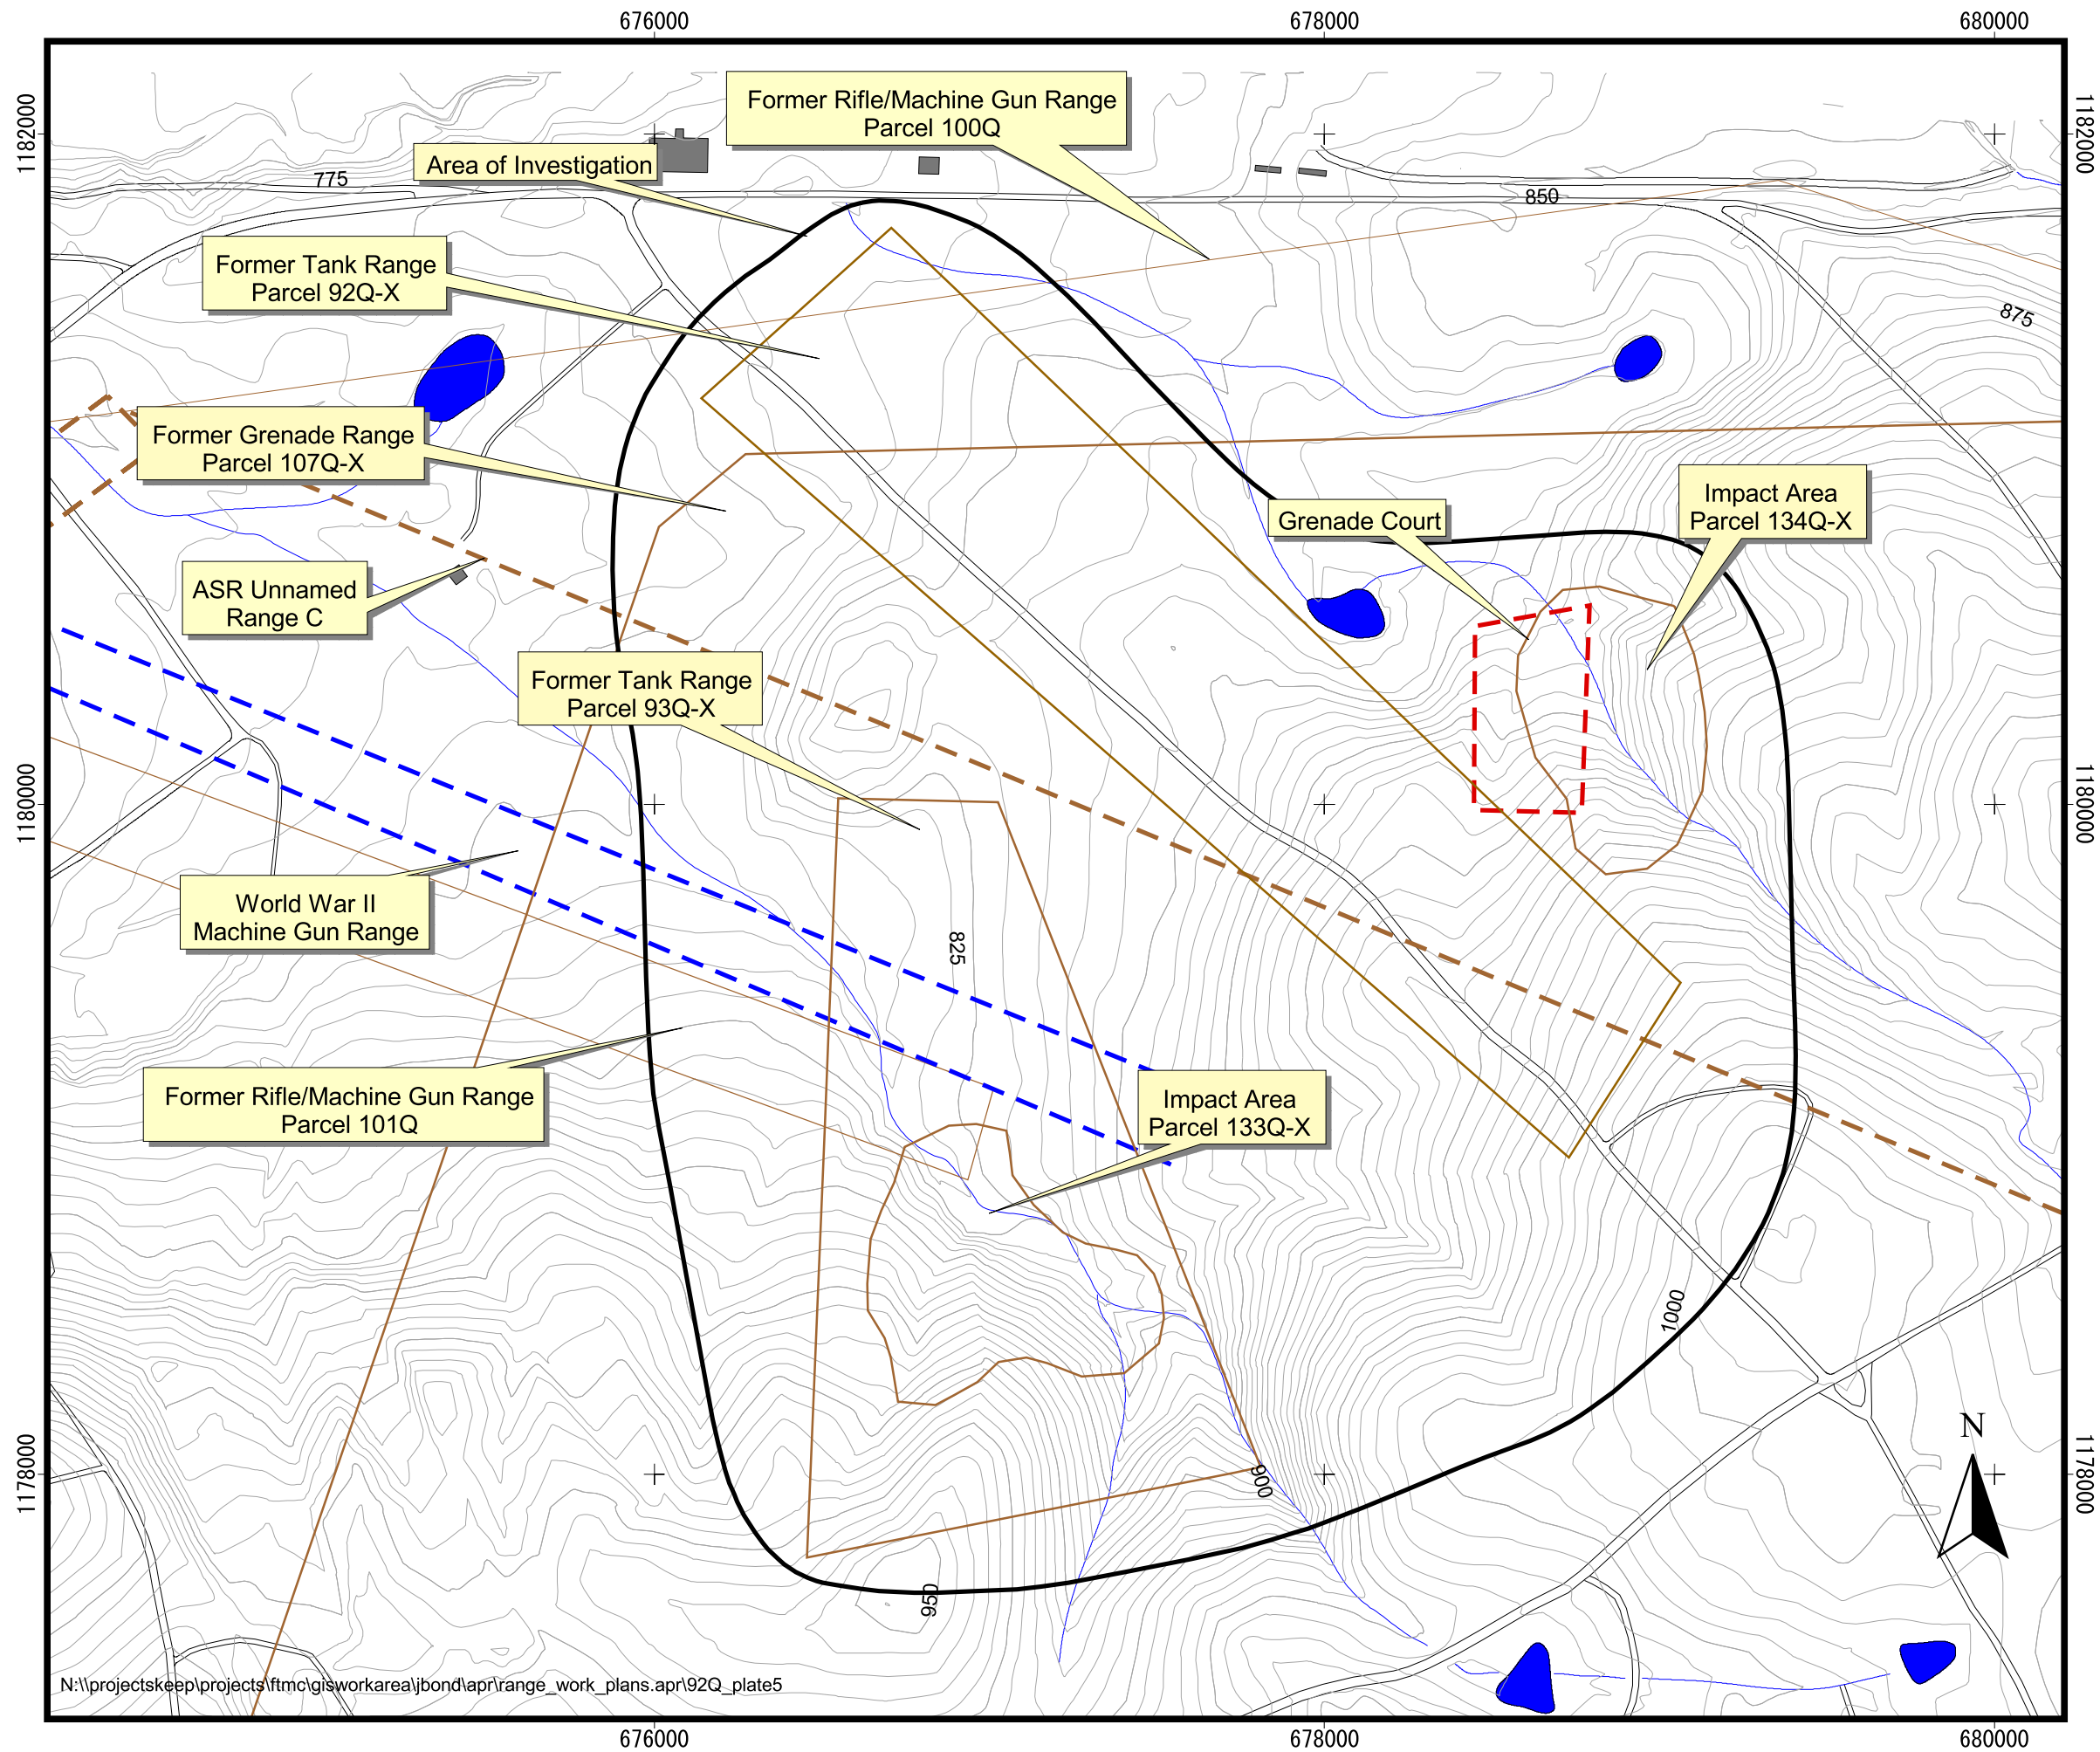 676000
678000
680000
1182000
1182000
Former Rifle/Machine Gun Range
Parcel 100Q
Area of Investigation
775
850
Former Tank Range
Parcel 92Q-X
875
Former Grenade Range
Parcel 107Q-X
Impact Area
Parcel 134Q-X
Grenade Court
ASR Unnamed
Range C
Former Tank Range
Parcel 93Q-X
1180000
1180000
World War II
Machine Gun Range
825
Former Rifle/Machine Gun Range
Parcel 101Q
Impact Area
Parcel 133Q-X
1000
N
900
1178000
1178000
950
N:\\projectskeep\projects\ftmc\gisworkarea\jbond\apr\range_work_plans.apr\92Q_plate5
676000
678000
680000